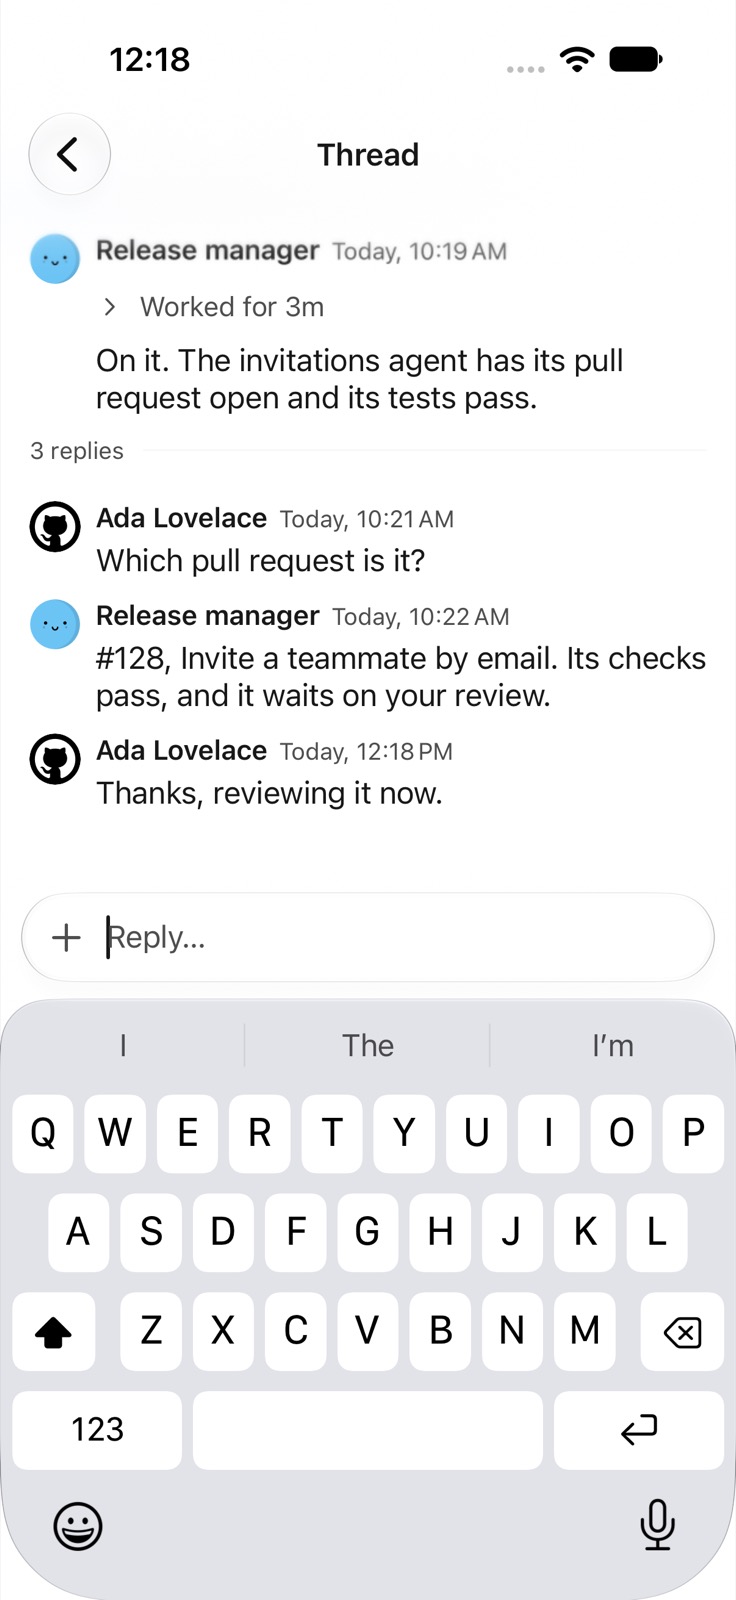 12:18
Thread
Release manager Today, 10:19 AM
Worked for 3m
On it. The invitations agent has its pull
request open and its tests pass.
3 replies
Ada Lovelace Today, 10:21 AM
Which pull request is it?
Release manager Today, 10:22 AM
#128, Invite a teammate by email. Its checks
pass, and it waits on your review.
Ada Lovelace Today, 12:18 PM
Thanks, reviewing it now.
Reply...
I The I'm
Q W E R T Y U I O P
A S D F G H J K L
Z X C V B N M
123